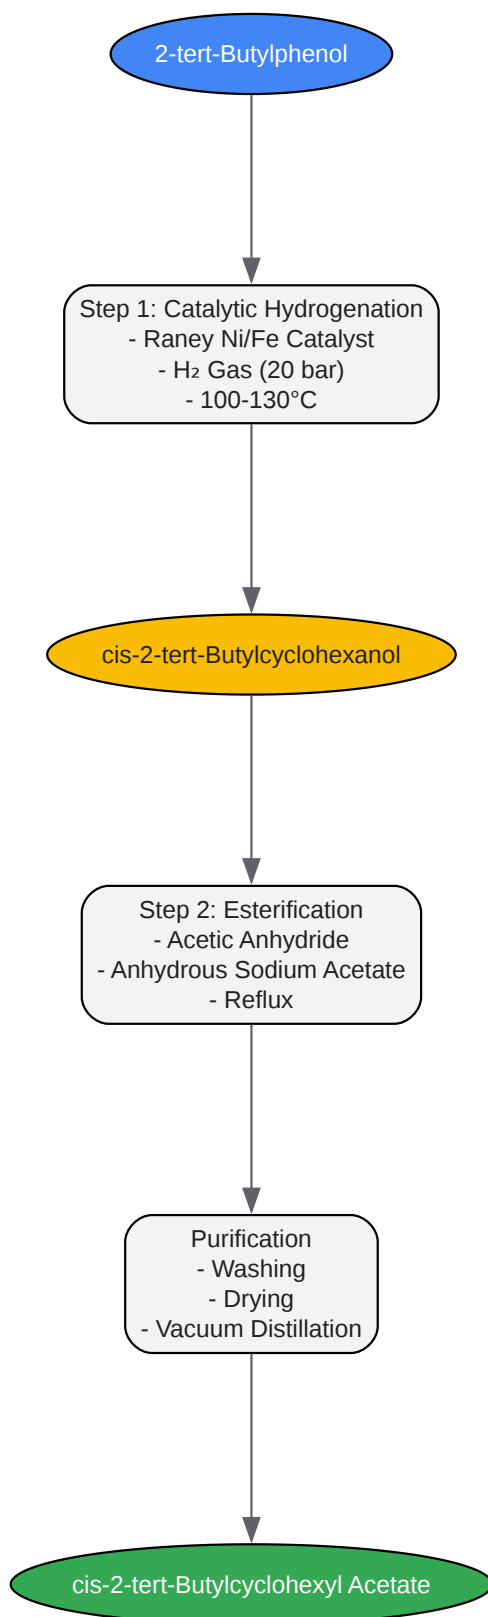 2-tert-Butylphenol
Step 1: Catalytic Hydrogenation
- Raney Ni/Fe Catalyst
- H₂ Gas (20 bar)
- 100-130°C
cis-2-tert-Butylcyclohexanol
Step 2: Esterification
- Acetic Anhydride
- Anhydrous Sodium Acetate
- Reflux
Purification
- Washing
- Drying
- Vacuum Distillation
cis-2-tert-Butylcyclohexyl Acetate